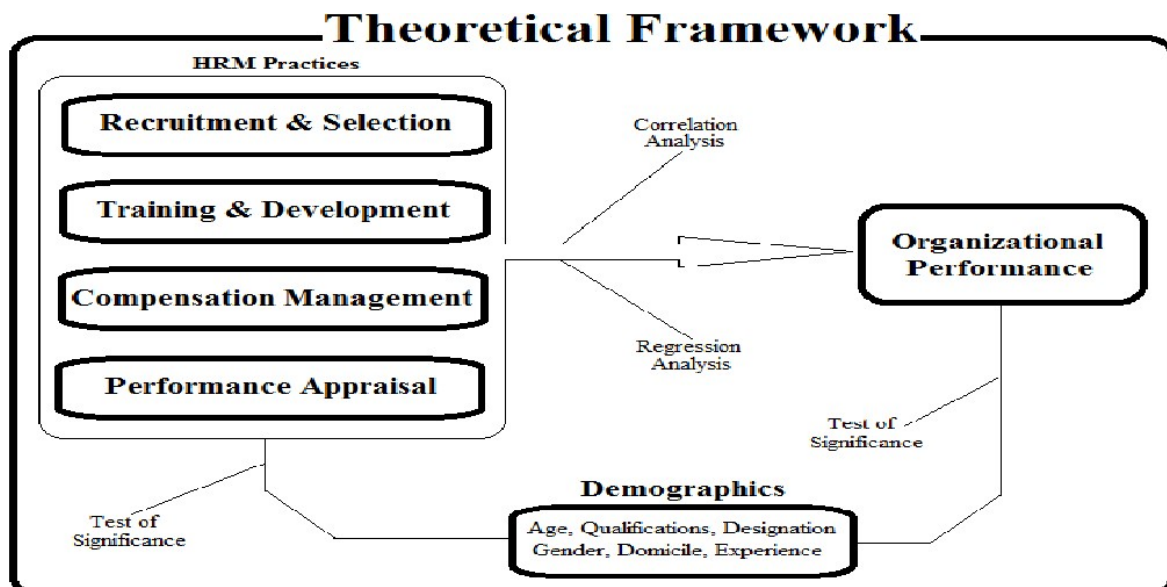 Theoretical Framework
HRM Practices
Recruitment & Selection
Training & Development
Compensation Management
Performance Appraisal
Correlation
Analysis
Regression
Analysis
Organizational
Performance
Test of
Significance
Test of
Significance
Demographics
Age, Qualifications, Designation
Gender, Domicile, Experience